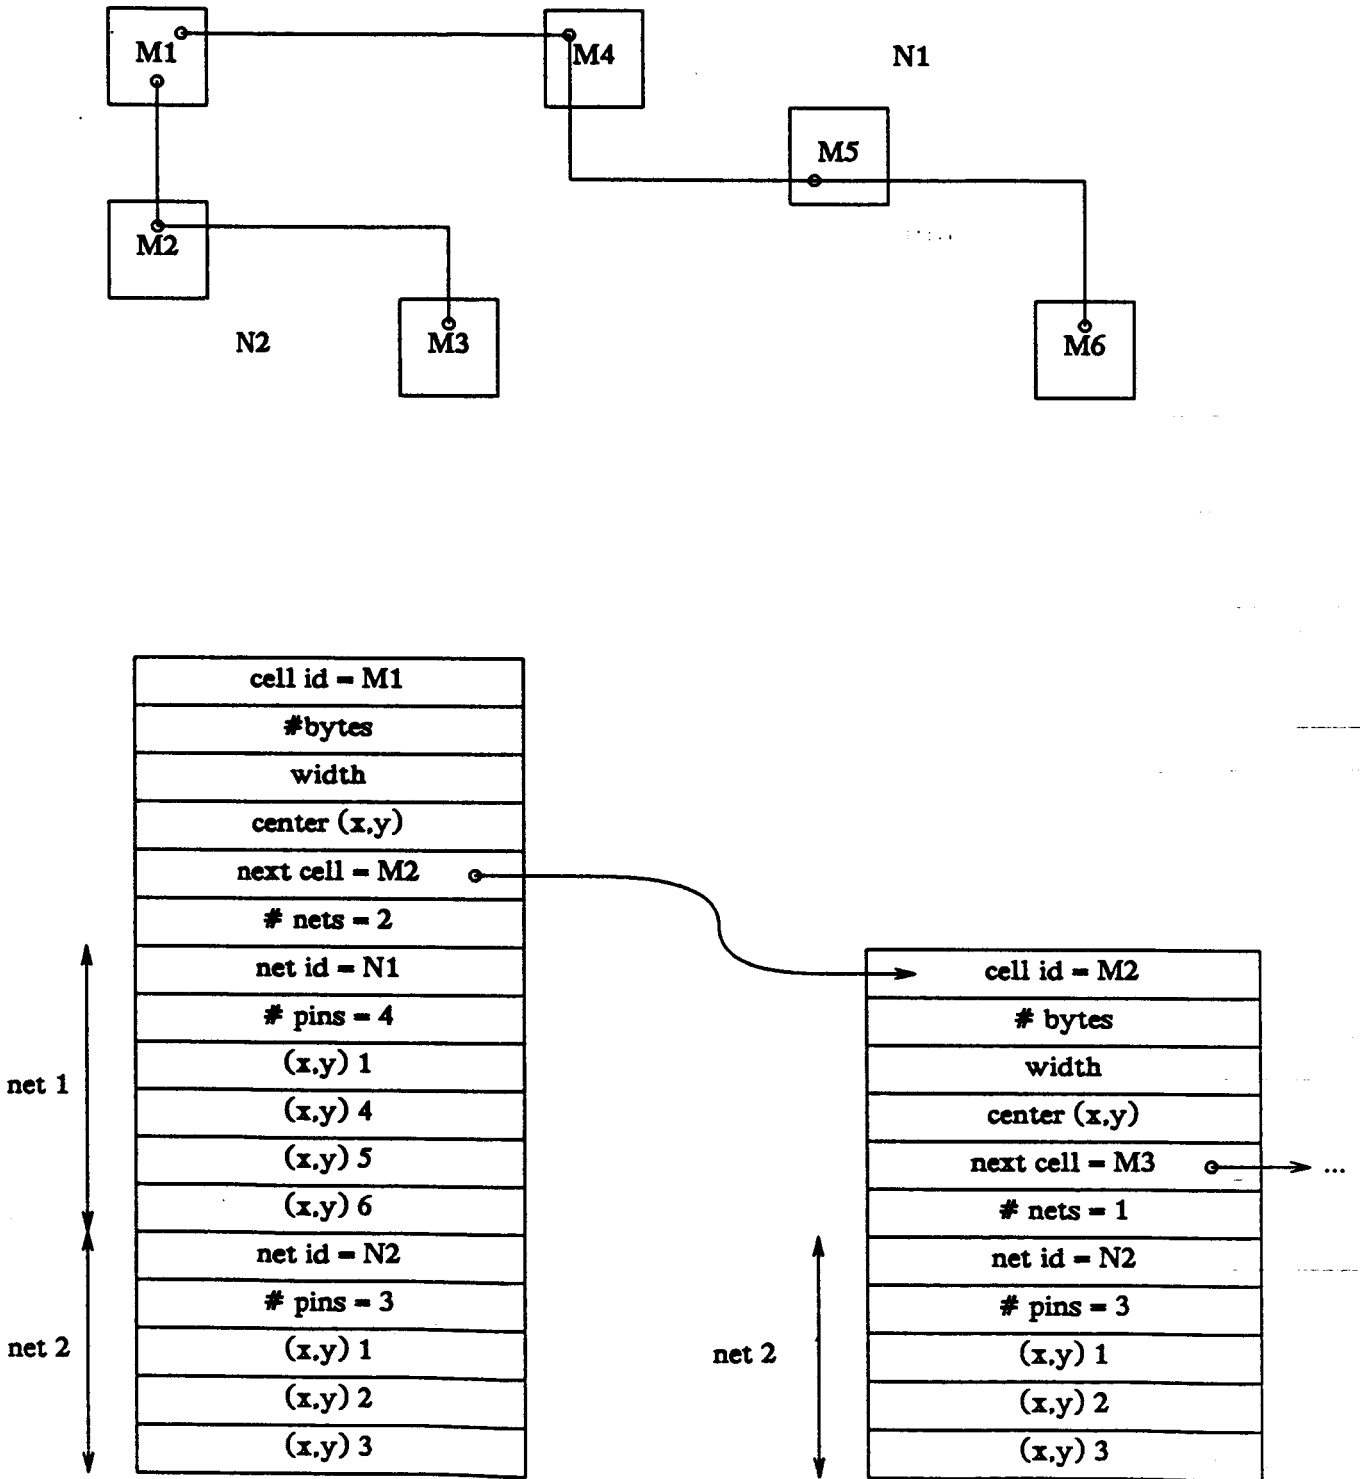 M1
M4
N1
M5
M2
N2
M3
M6
cell id = M1
#bytes
width
center (x,y)
next cell = M2
# nets = 2
net id = N1
# pins = 4
(x,y) 1
(x,y) 4
(x,y) 5
(x,y) 6
net id = N2
# pins = 3
(x,y) 1
(x,y) 2
(x,y) 3
net 1
net 2
cell id = M2
# bytes
width
center (x,y)
next cell = M3
...
# nets = 1
net id = N2
# pins = 3
(x,y) 1
(x,y) 2
(x,y) 3
net 2